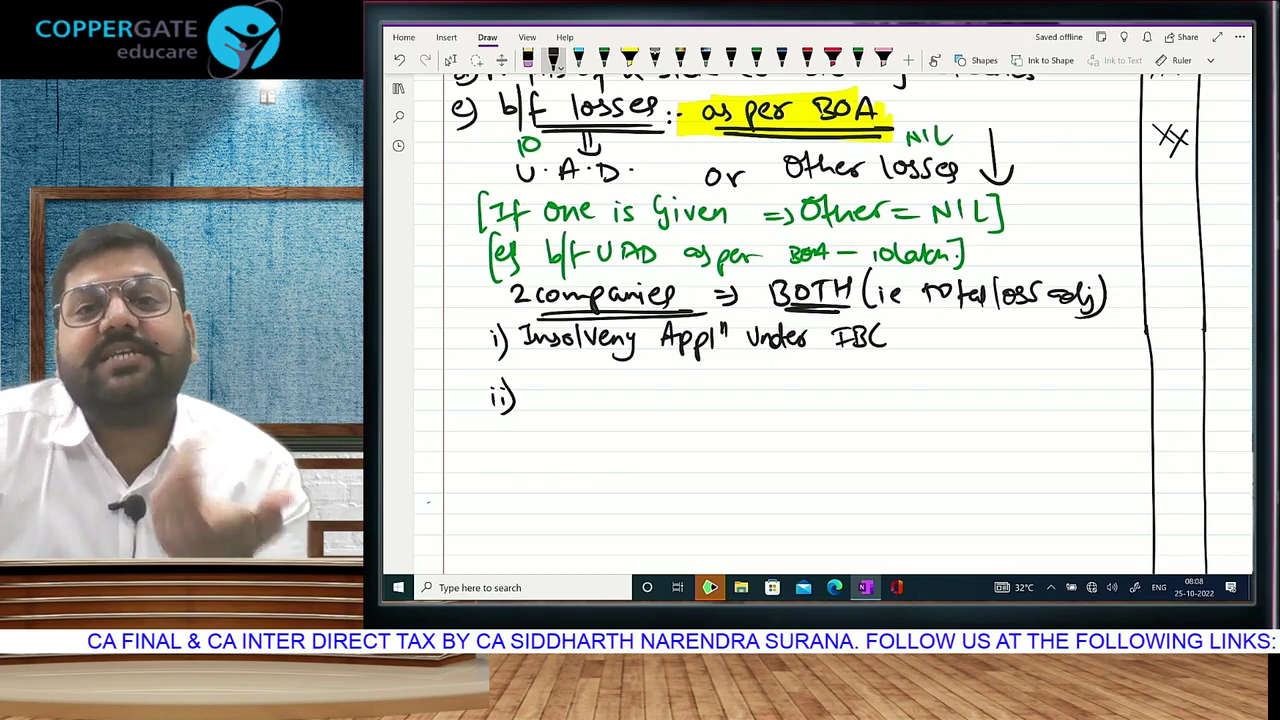 COPPERGATE
educare
Home Insert Draw View Help
Saved offline Share
Shapes Ink to Shape Ink to Text Ruler
e) b/f losses :- as per BOA
10 NIL
U.A.D. or Other losses
[If one is Given => Other = NIL]
[eg b/f UAD as per BOA - 10 lakh.]
2 companies => BOTH (ie total loss adj)
i) Insolveny Appl^n under IBC
ii)
XX
Type here to search
32°C ENG 08:08
25-10-2022
CA FINAL & CA INTER DIRECT TAX BY CA SIDDHARTH NARENDRA SURANA. FOLLOW US AT THE FOLLOWING LINKS: